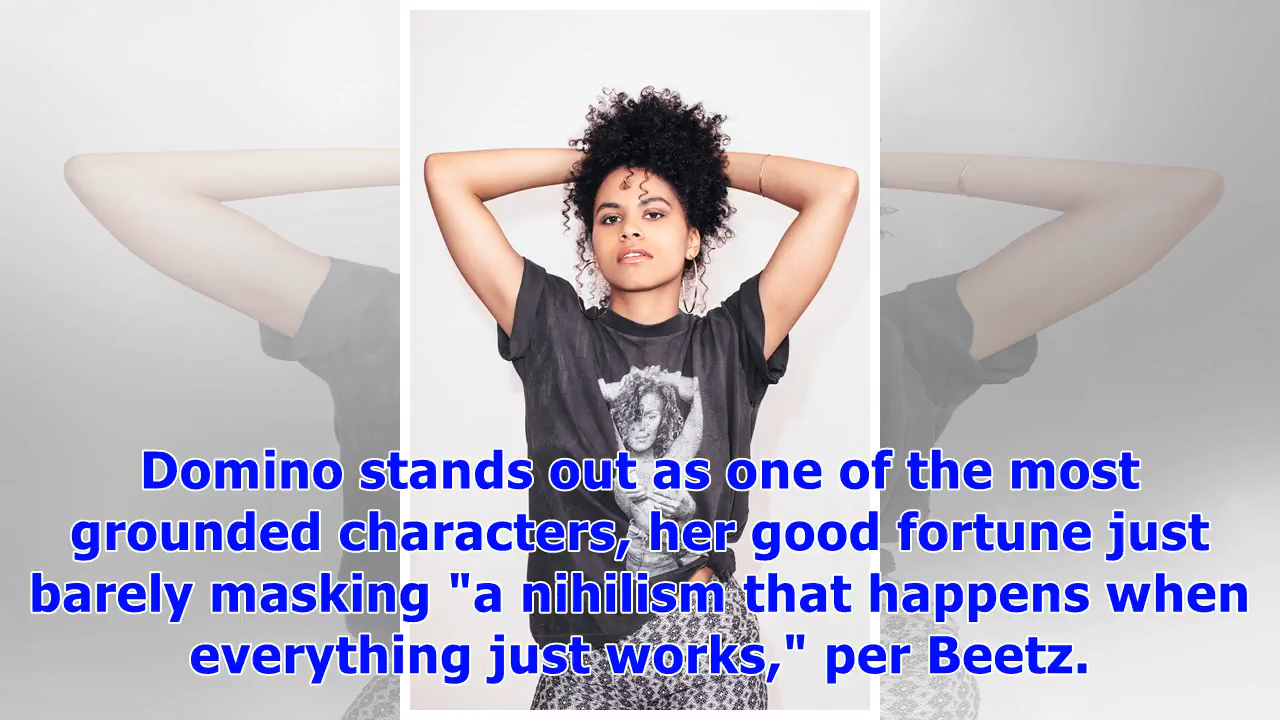 Domino stands out as one of the most
grounded characters, her good fortune just
barely masking "a nihilism that happens when
everything just works," per Beetz.